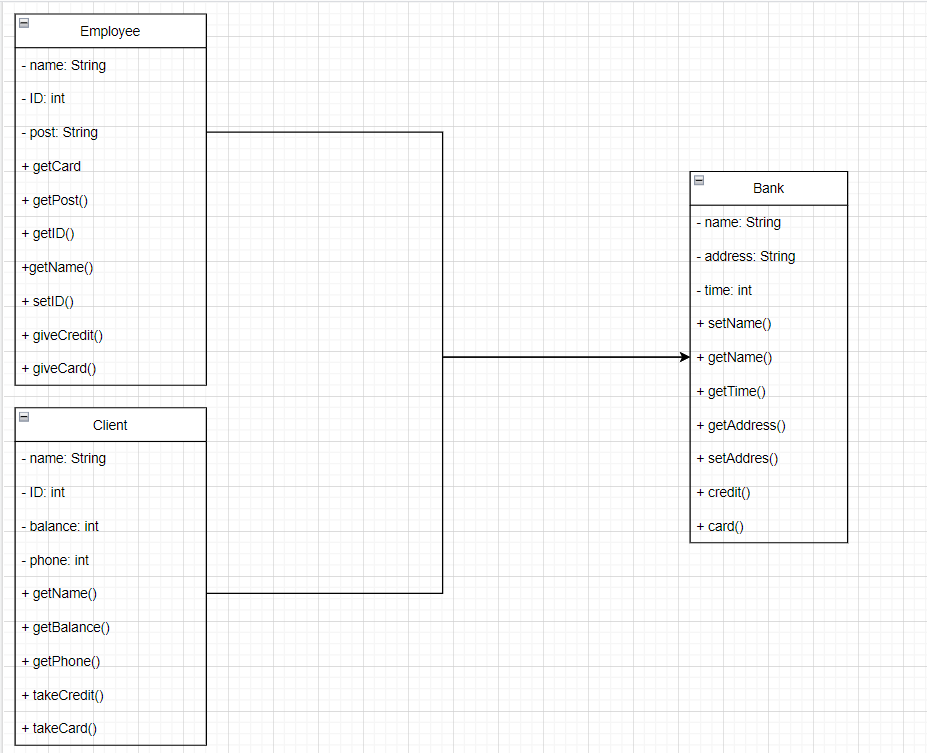 Employee
- name: String
- ID: int
- post: String
+ getCard
+ getPost()
+ getID()
+getName()
+ setID()
+ giveCredit()
+ giveCard()
Client
- name: String
- ID: int
- balance: int
- phone: int
+ getName()
+ getBalance()
+ getPhone()
+ takeCredit()
+ takeCard()
Bank
- name: String
- address: String
- time: int
+ setName()
+ getName()
+ getTime()
+ getAddress()
+ setAddres()
+ credit()
+ card()